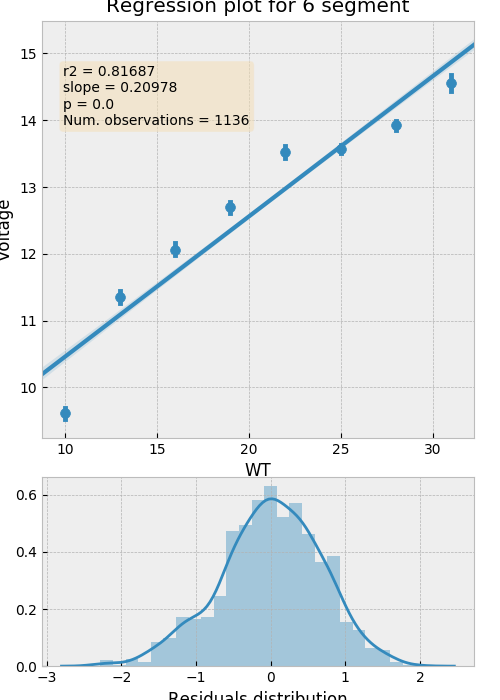 Regression plot for 6 segment
15
14
13
12
11
10
r2 = 0.81687
slope = 0.20978
p = 0.0
Num. observations = 1136
Voltage
10 15 20 25 30
WT
0.6
0.4
0.2
0.0
−3 −2 −1 0 1 2
Residuals distribution